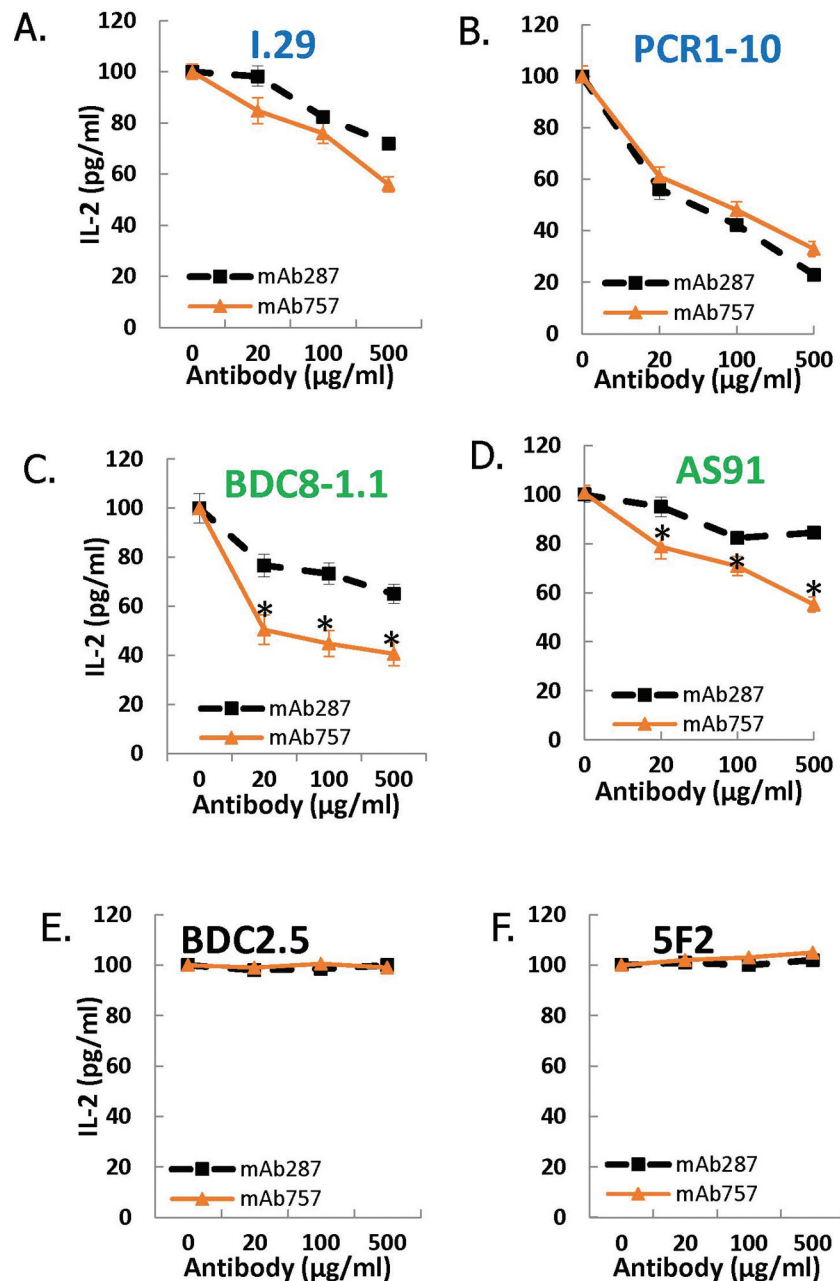 A.
I.29
120
100
80
60
40
20
0
IL-2 (pg/ml)
mAb287
mAb757
0 20 100 500
Antibody (µg/ml)
B.
PCR1-10
120
100
80
60
40
20
0
mAb287
mAb757
0 20 100 500
Antibody (µg/ml)
C.
BDC8-1.1
120
100
80
60
40
20
0
IL-2 (pg/ml)
* * *
mAb287
mAb757
0 20 100 500
Antibody (µg/ml)
D.
AS91
120
100
80
60
40
20
0
* * *
mAb287
mAb757
0 20 100 500
Antibody (µg/ml)
E.
BDC2.5
120
100
80
60
40
20
0
IL-2 (pg/ml)
mAb287
mAb757
0 20 100 500
Antibody (µg/ml)
F.
5F2
120
100
80
60
40
20
0
mAb287
mAb757
0 20 100 500
Antibody (µg/ml)